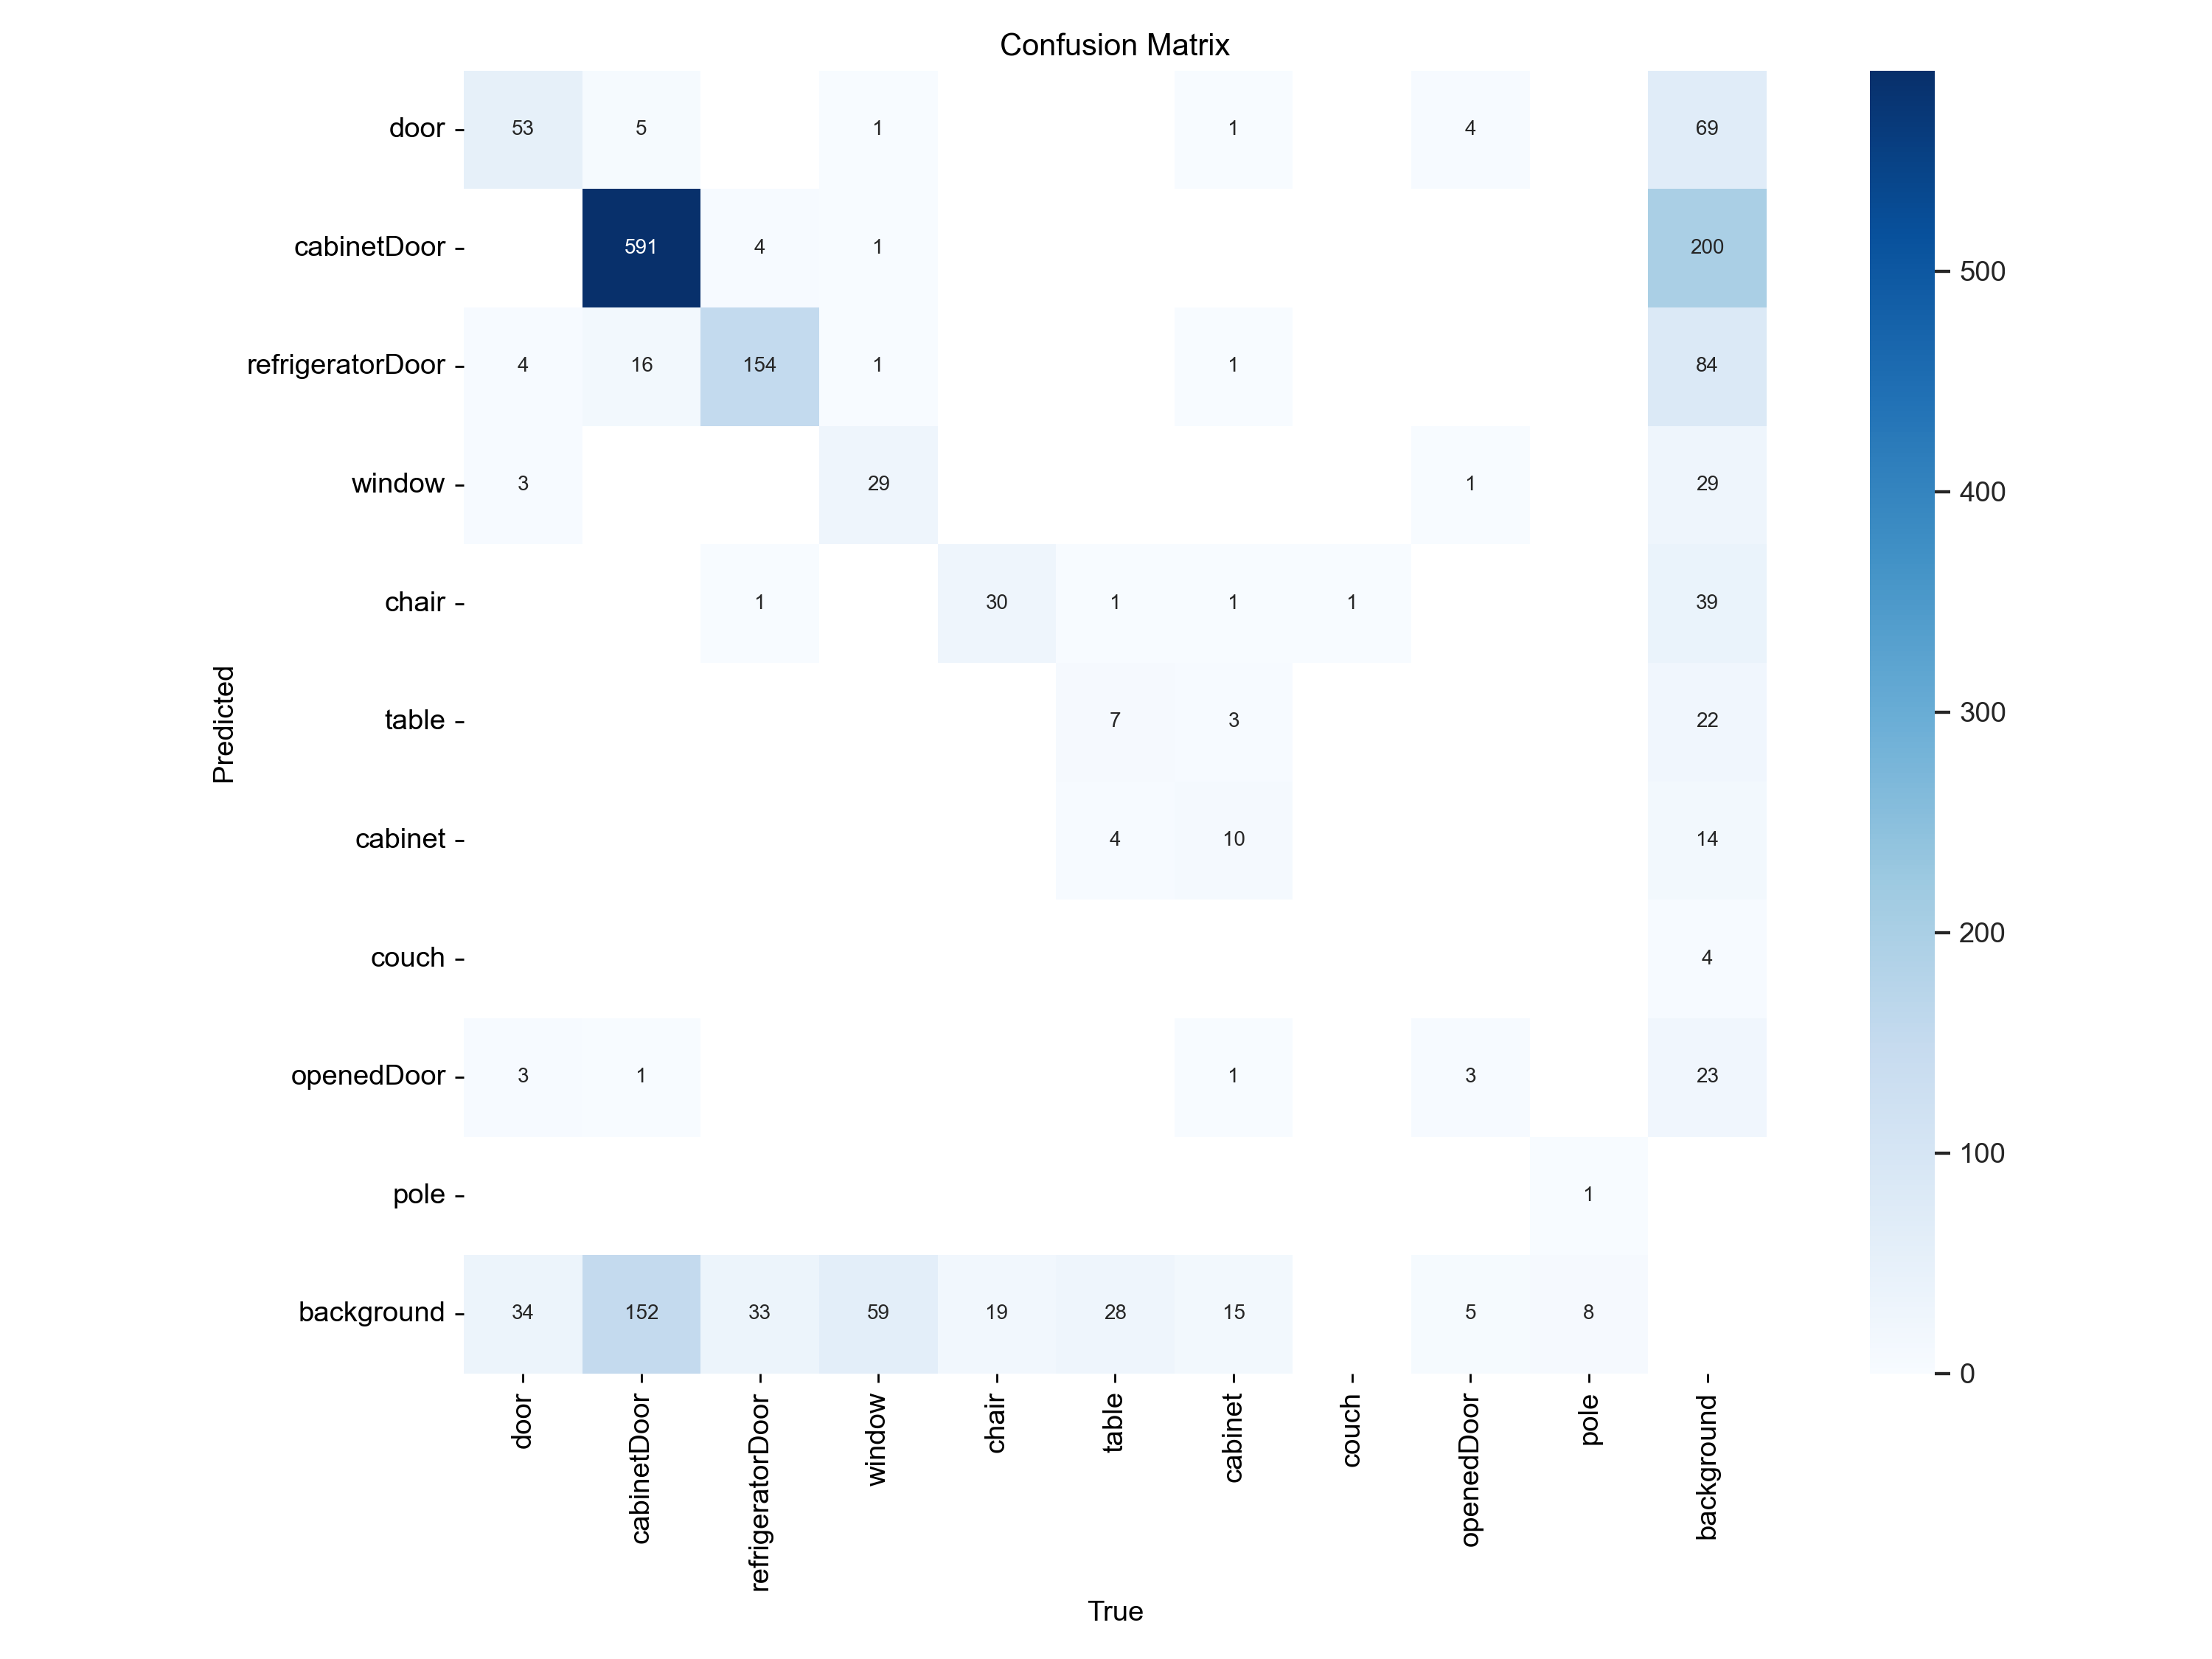 Confusion Matrix
door 53 5 1 1 4 69
cabinetDoor 591 4 1 200
refrigeratorDoor 4 16 154 1 1 84
window 3 29 1 29
chair 1 30 1 1 1 39
table 7 3 22
cabinet 4 10 14
couch 4
openedDoor 3 1 1 3 23
pole 1
background 34 152 33 59 19 28 15 5 8
Predicted
door
cabinetDoor
refrigeratorDoor
window
chair
table
cabinet
couch
openedDoor
pole
background
True
500
400
300
200
100
0